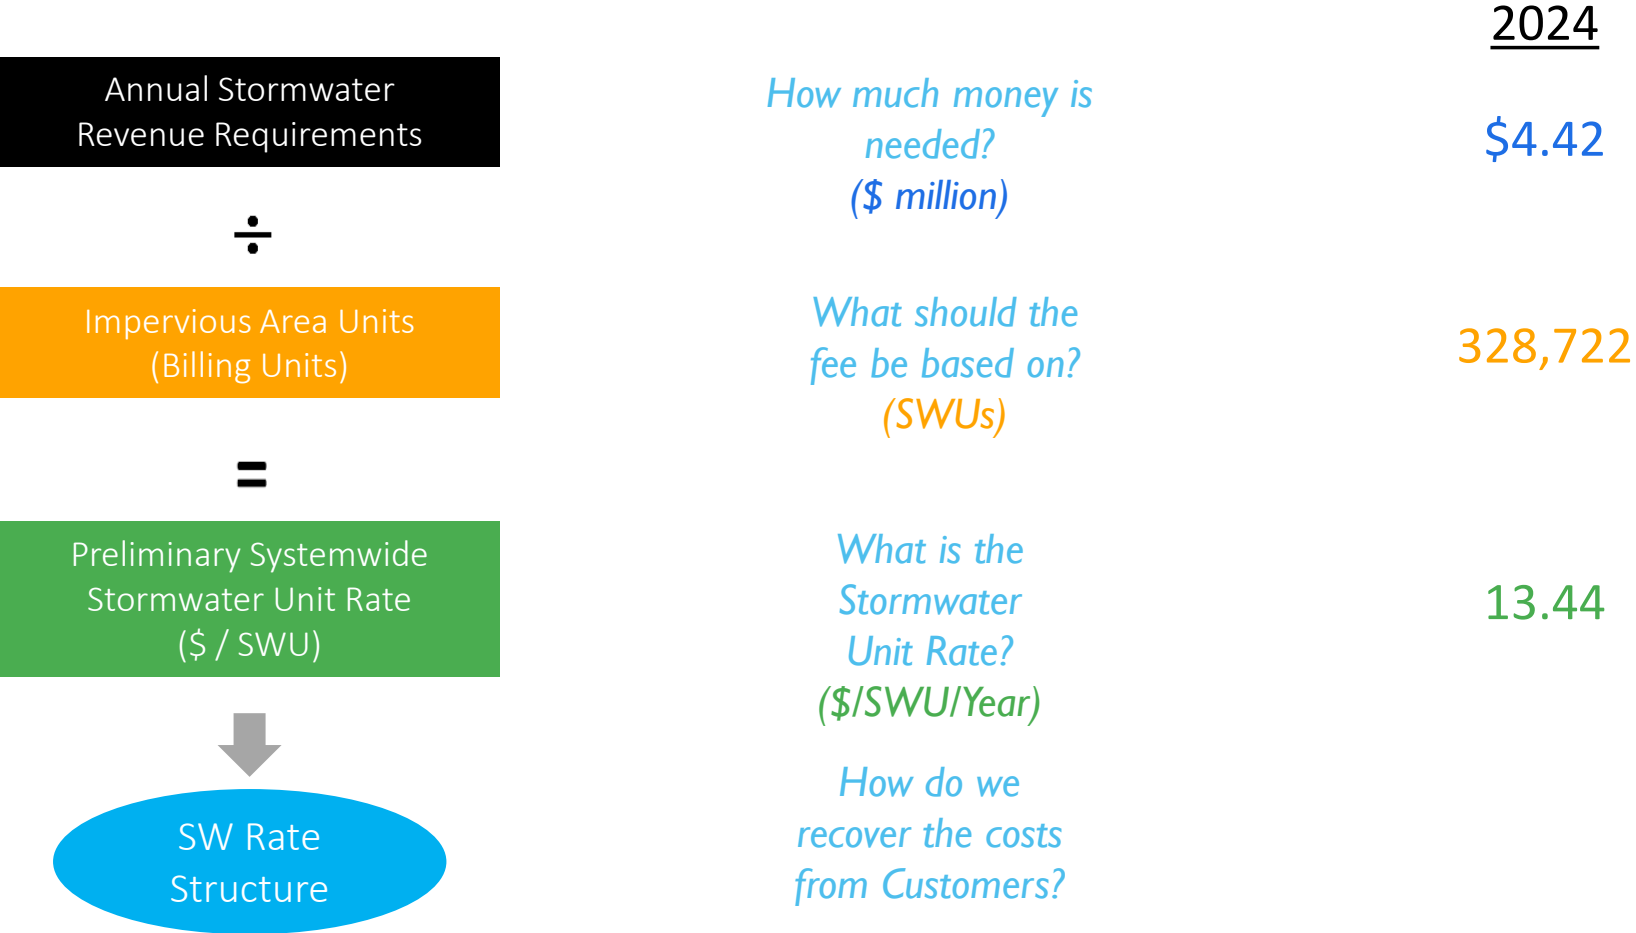 2024
Annual Stormwater
Revenue Requirements
How much money is
needed?
($ million)
$4.42
÷
Impervious Area Units
(Billing Units)
What should the
fee be based on?
(SWUs)
328,722
=
Preliminary Systemwide
Stormwater Unit Rate
($ / SWU)
What is the
Stormwater
Unit Rate?
($/SWU/Year)
13.44
SW Rate
Structure
How do we
recover the costs
from Customers?